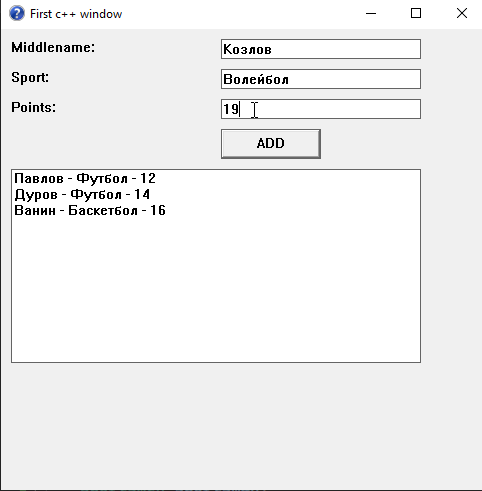 First c++ window
Middlename: Козлов
Sport: Волейбол
Points: 19
ADD
Павлов - Футбол - 12
Дуров - Футбол - 14
Ванин - Баскетбол - 16